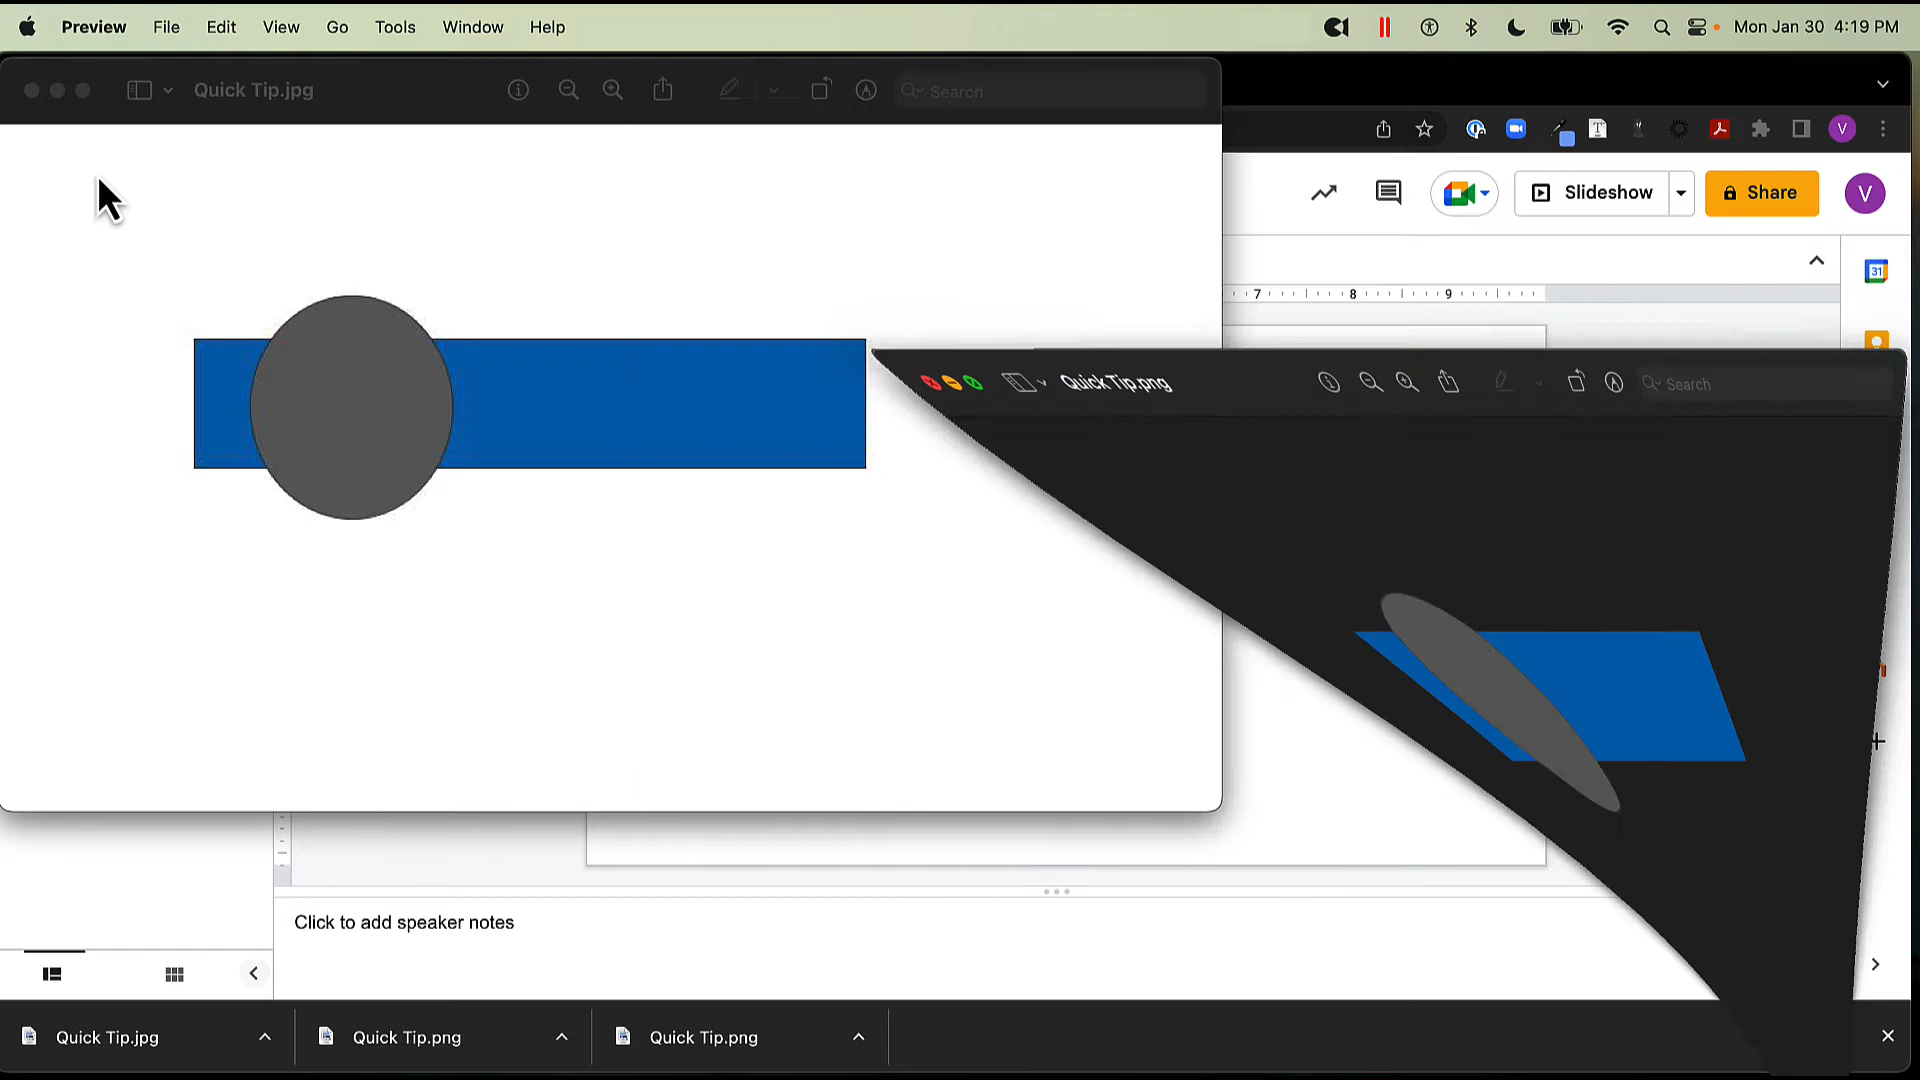 Preview File Edit View Go Tools Window Help Mon Jan 30 4:19 PM
Quick Tip.jpg Search
V
Slideshow Share V
31
7 8 9
Quick Tip.png Search
Click to add speaker notes
Quick Tip.jpg Quick Tip.png Quick Tip.png